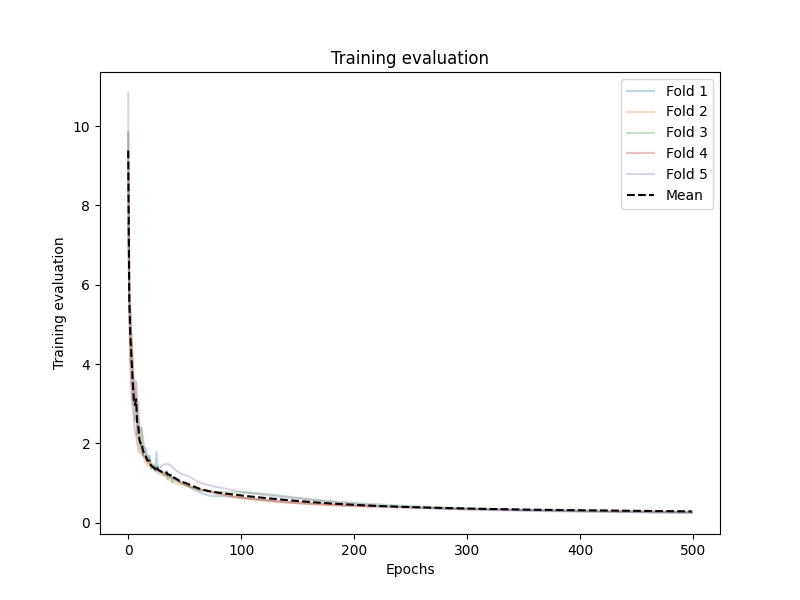 Training evaluation
Fold 1
Fold 2
Fold 3
Fold 4
Fold 5
Mean
Training evaluation
10
8
6
4
2
0
0 100 200 300 400 500
Epochs